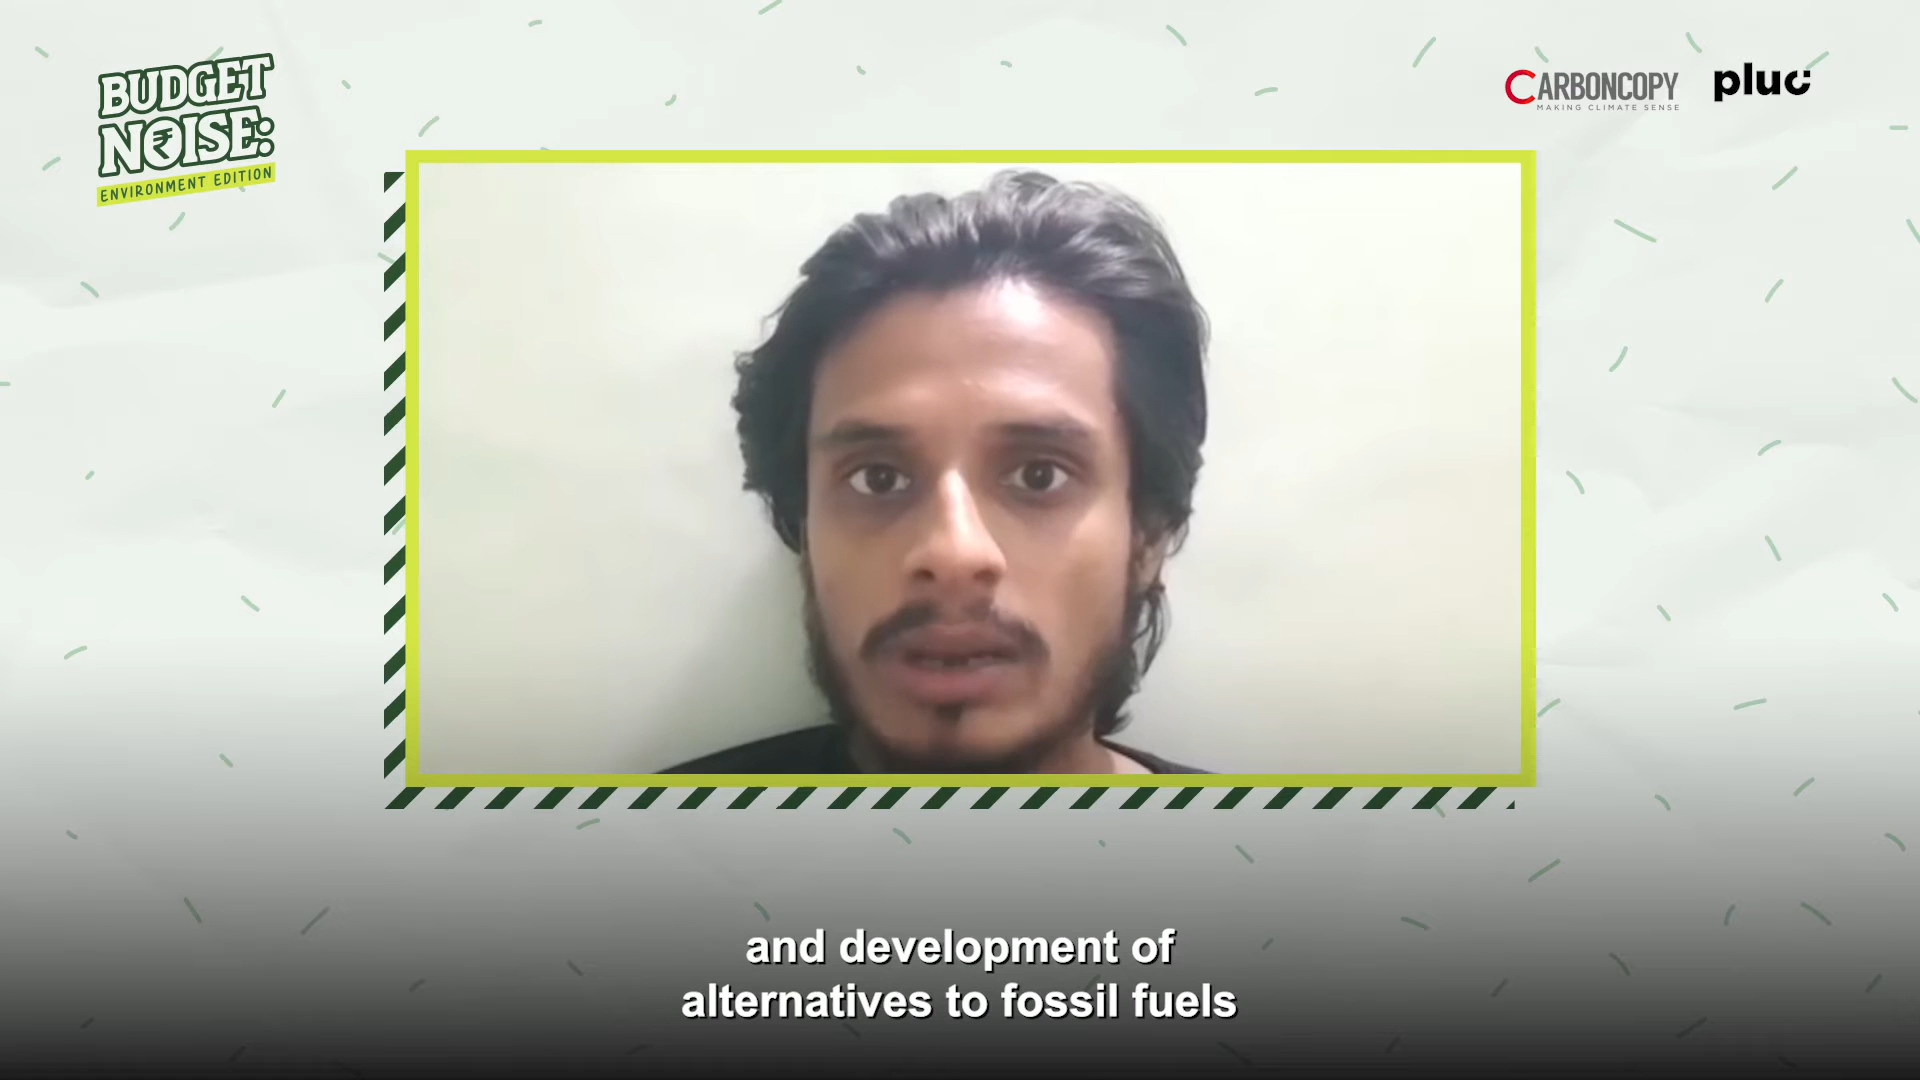 BUDGET
NOISE:
ENVIRONMENT EDITION
CARBONCOPY
MAKING CLIMATE SENSE
pluc
and development of
alternatives to fossil fuels